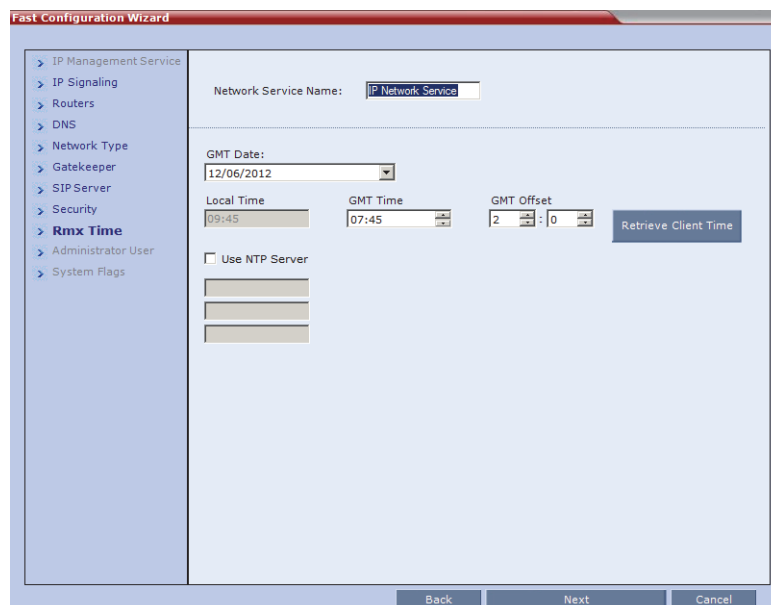 Fast Configuration Wizard
IP Management Service
IP Signaling
Routers
DNS
Network Type
Gatekeeper
SIP Server
Security
Rmx Time
Administrator User
System Flags
Network Service Name: IP Network Service
GMT Date:
12/06/2012
Local Time GMT Time GMT Offset
09:45 07:45 2 : 0 Retrieve Client Time
Use NTP Server
Back Next Cancel